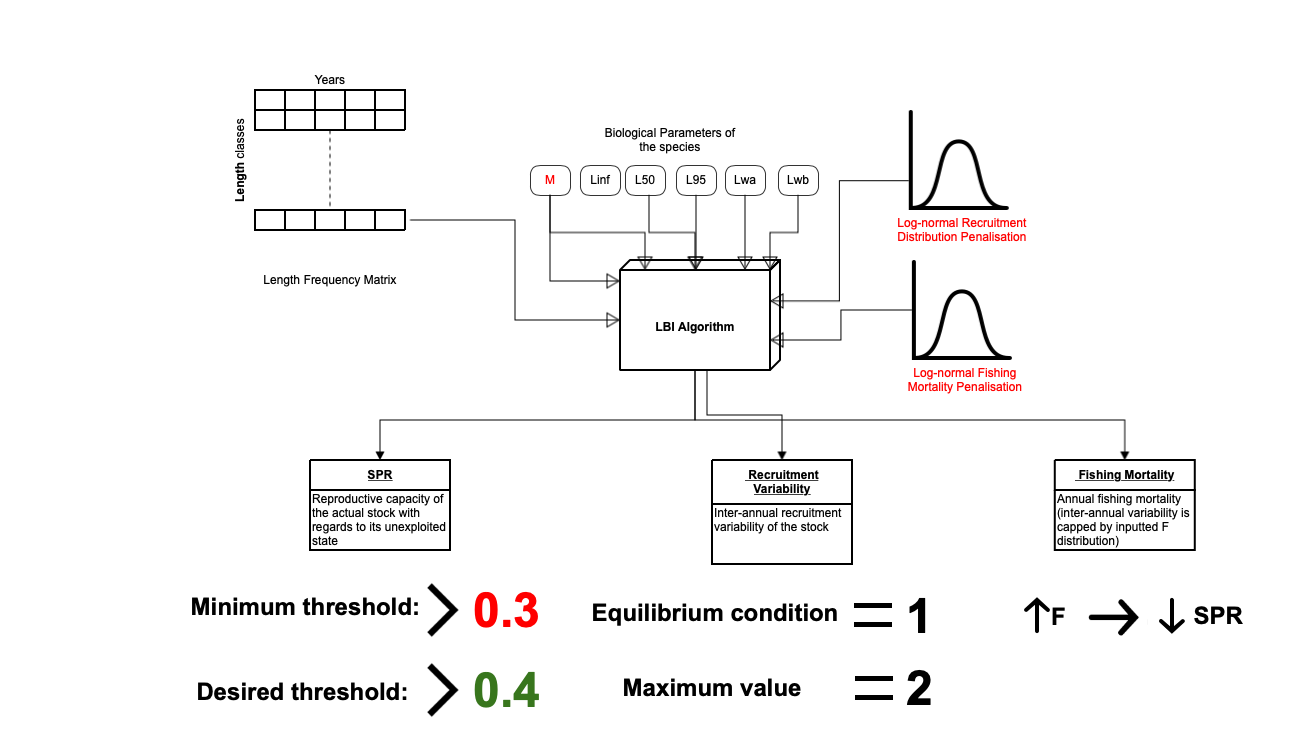 Years
Length classes
Length Frequency Matrix
Biological Parameters of
the species
M
Linf
L50
L95
Lwa
Lwb
Log-normal Recruitment
Distribution Penalisation
LBI Algorithm
Log-normal Fishing
Mortality Penalisation
SPR
Reproductive capacity of
the actual stock with
regards to its unexploited
state
Recruitment
Variability
Inter-annual recruitment
variability of the stock
Fishing Mortality
Annual fishing mortality
(inter-annual variability is
capped by inputted F
distribution)
Minimum threshold: > 0.3
Desired threshold: > 0.4
Equilibrium condition = 1
Maximum value = 2
↑F → ↓ SPR